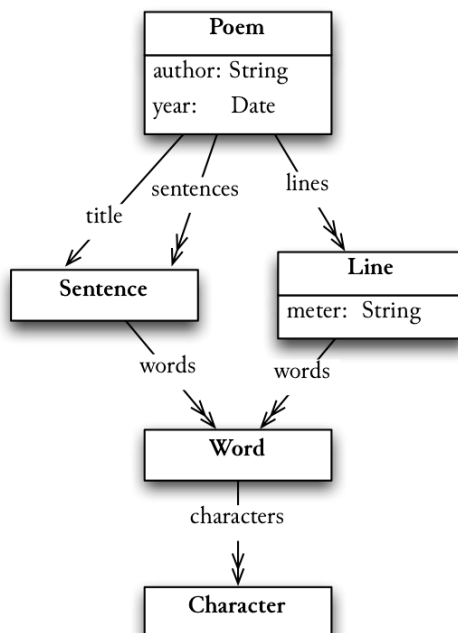 Poem
author: String
year: Date
sentences
lines
title
Line
Sentence
meter: String
words
words
Word
characters
Character